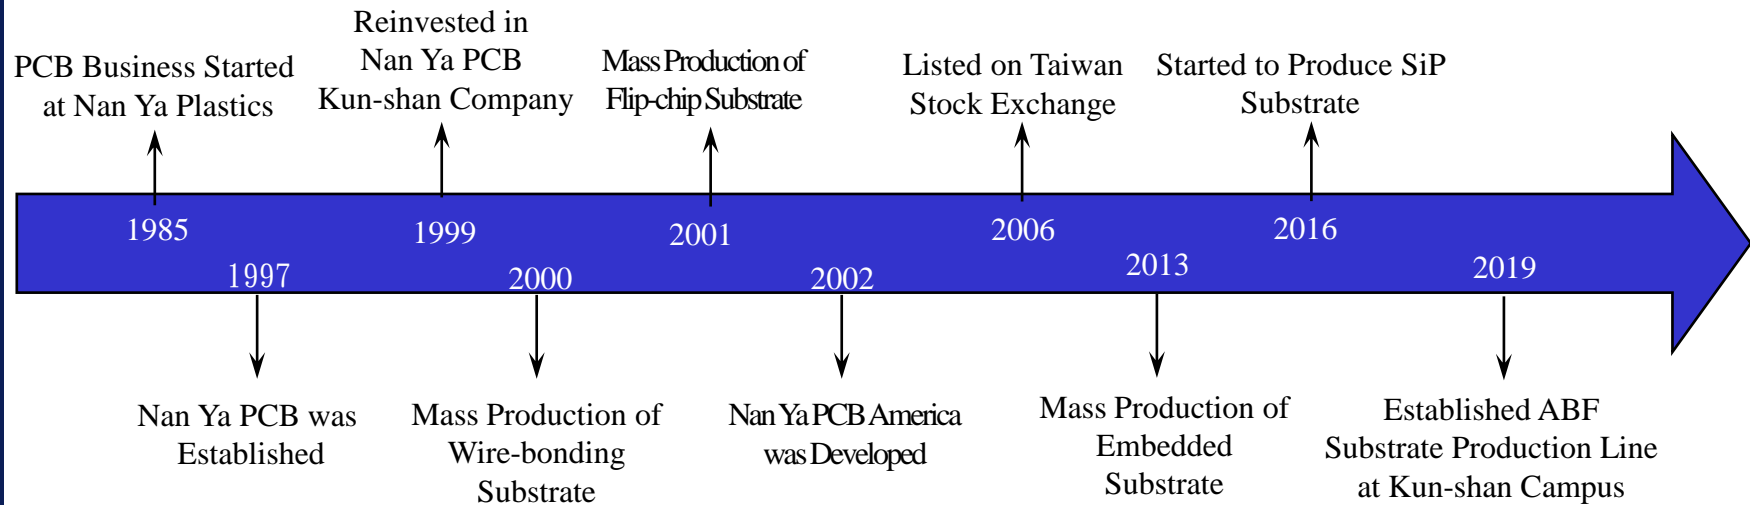 PCB Business Started
at Nan Ya Plastics
Reinvested in
Nan Ya PCB
Kun-shan Company
Mass Production of
Flip-chip Substrate
Listed on Taiwan
Stock Exchange
Started to Produce SiP
Substrate
1985
1999
2001
2006
2016
1997
2000
2002
2013
2019
Nan Ya PCB was
Established
Mass Production of
Wire-bonding
Substrate
Nan Ya PCB America
was Developed
Mass Production of
Embedded
Substrate
Established ABF
Substrate Production Line
at Kun-shan Campus